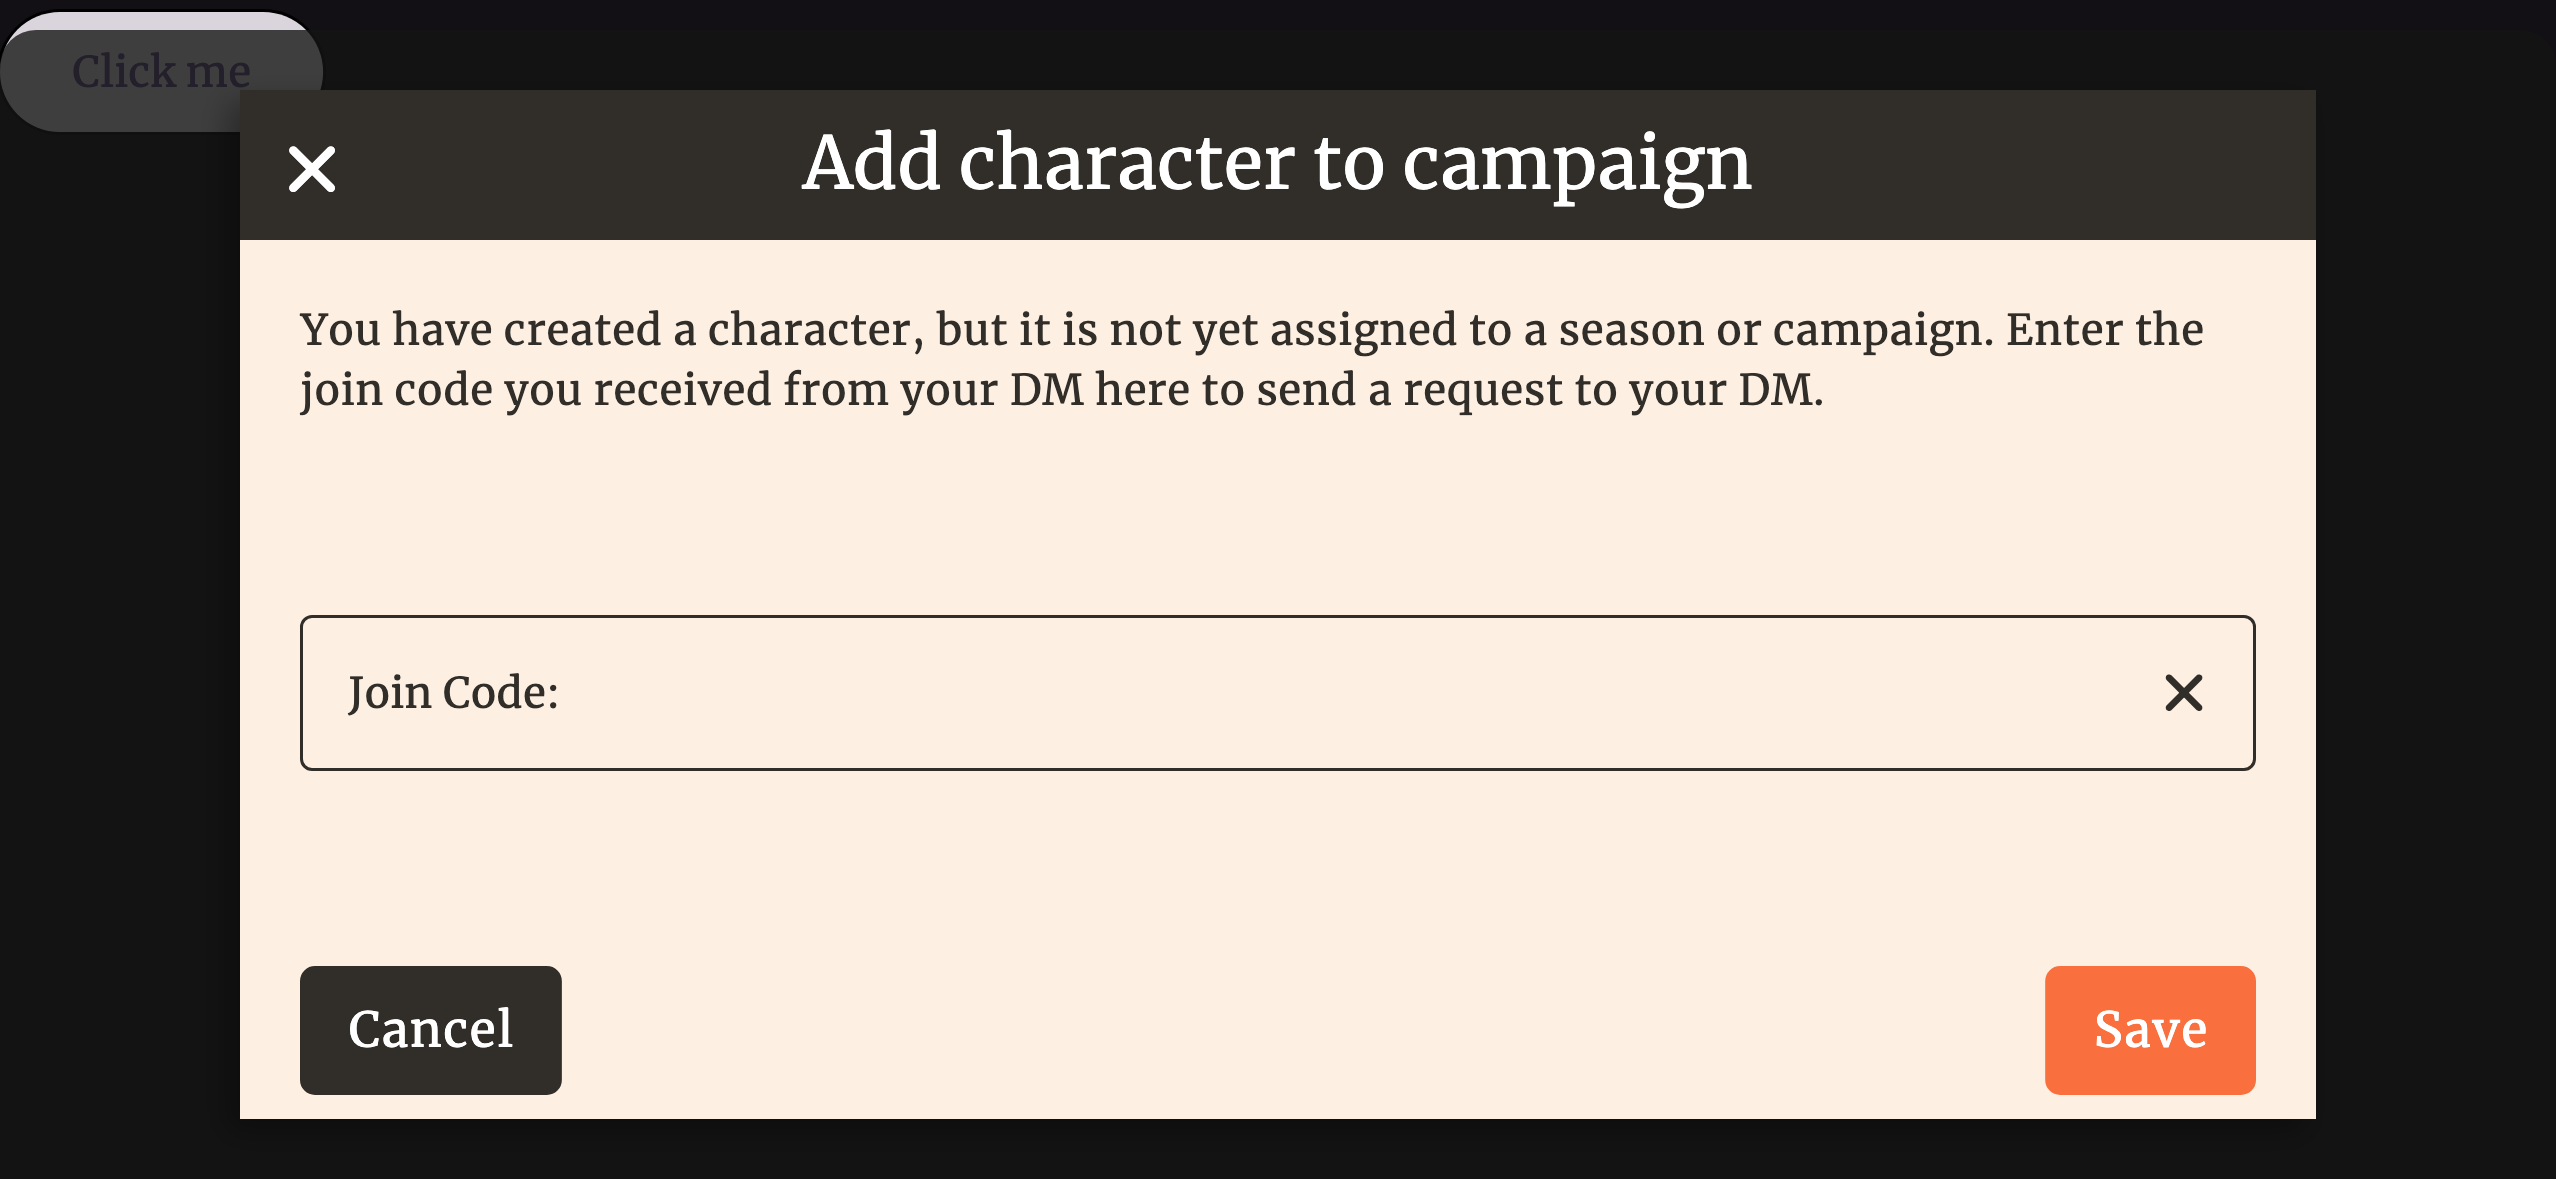 Click me
Add character to campaign
You have created a character, but it is not yet assigned to a season or campaign. Enter the
join code you received from your DM here to send a request to your DM.
Join Code:
Cancel
Save